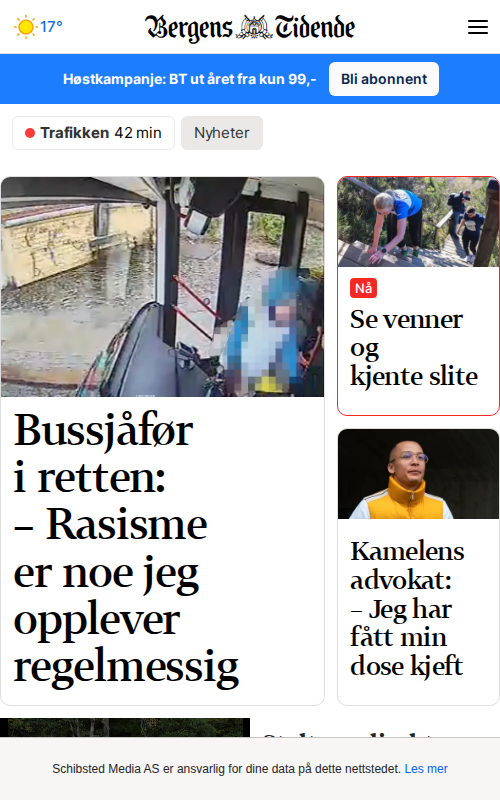 17°
Bergens Tidende
Høstkampanje: BT ut året fra kun 99,-
Bli abonnent
Trafikken 42 min
Nyheter
Bussjåfør
i retten:
– Rasisme
er noe jeg
opplever
regelmessig
Nå
Se venner
og
kjente slite
Kamelens
advokat:
– Jeg har
fått min
dose kjeft
Schibsted Media AS er ansvarlig for dine data på dette nettstedet. Les mer